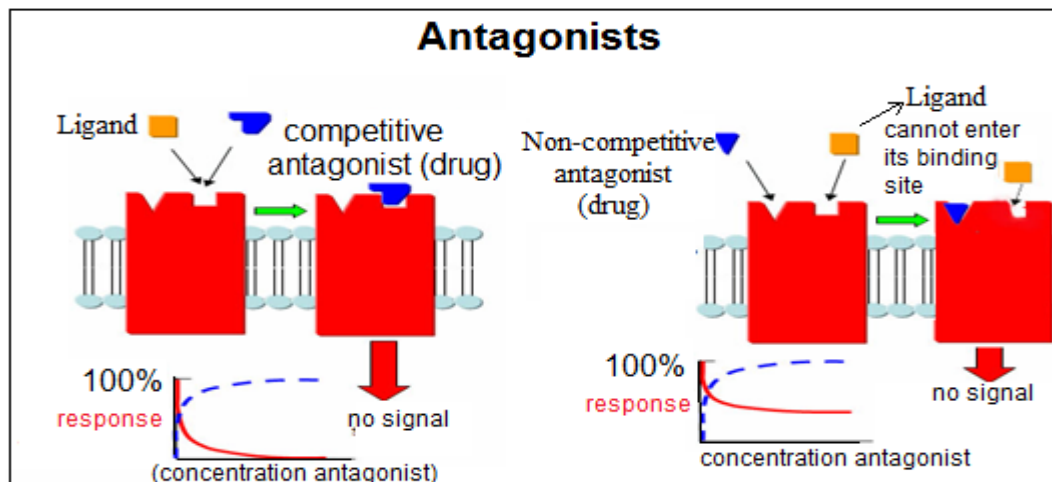 Antagonists
Ligand
competitive
antagonist (drug)
100%
response
no signal
(concentration antagonist)
Non-competitive
antagonist
(drug)
Ligand
cannot enter
its binding
site
100%
response
no signal
concentration antagonist